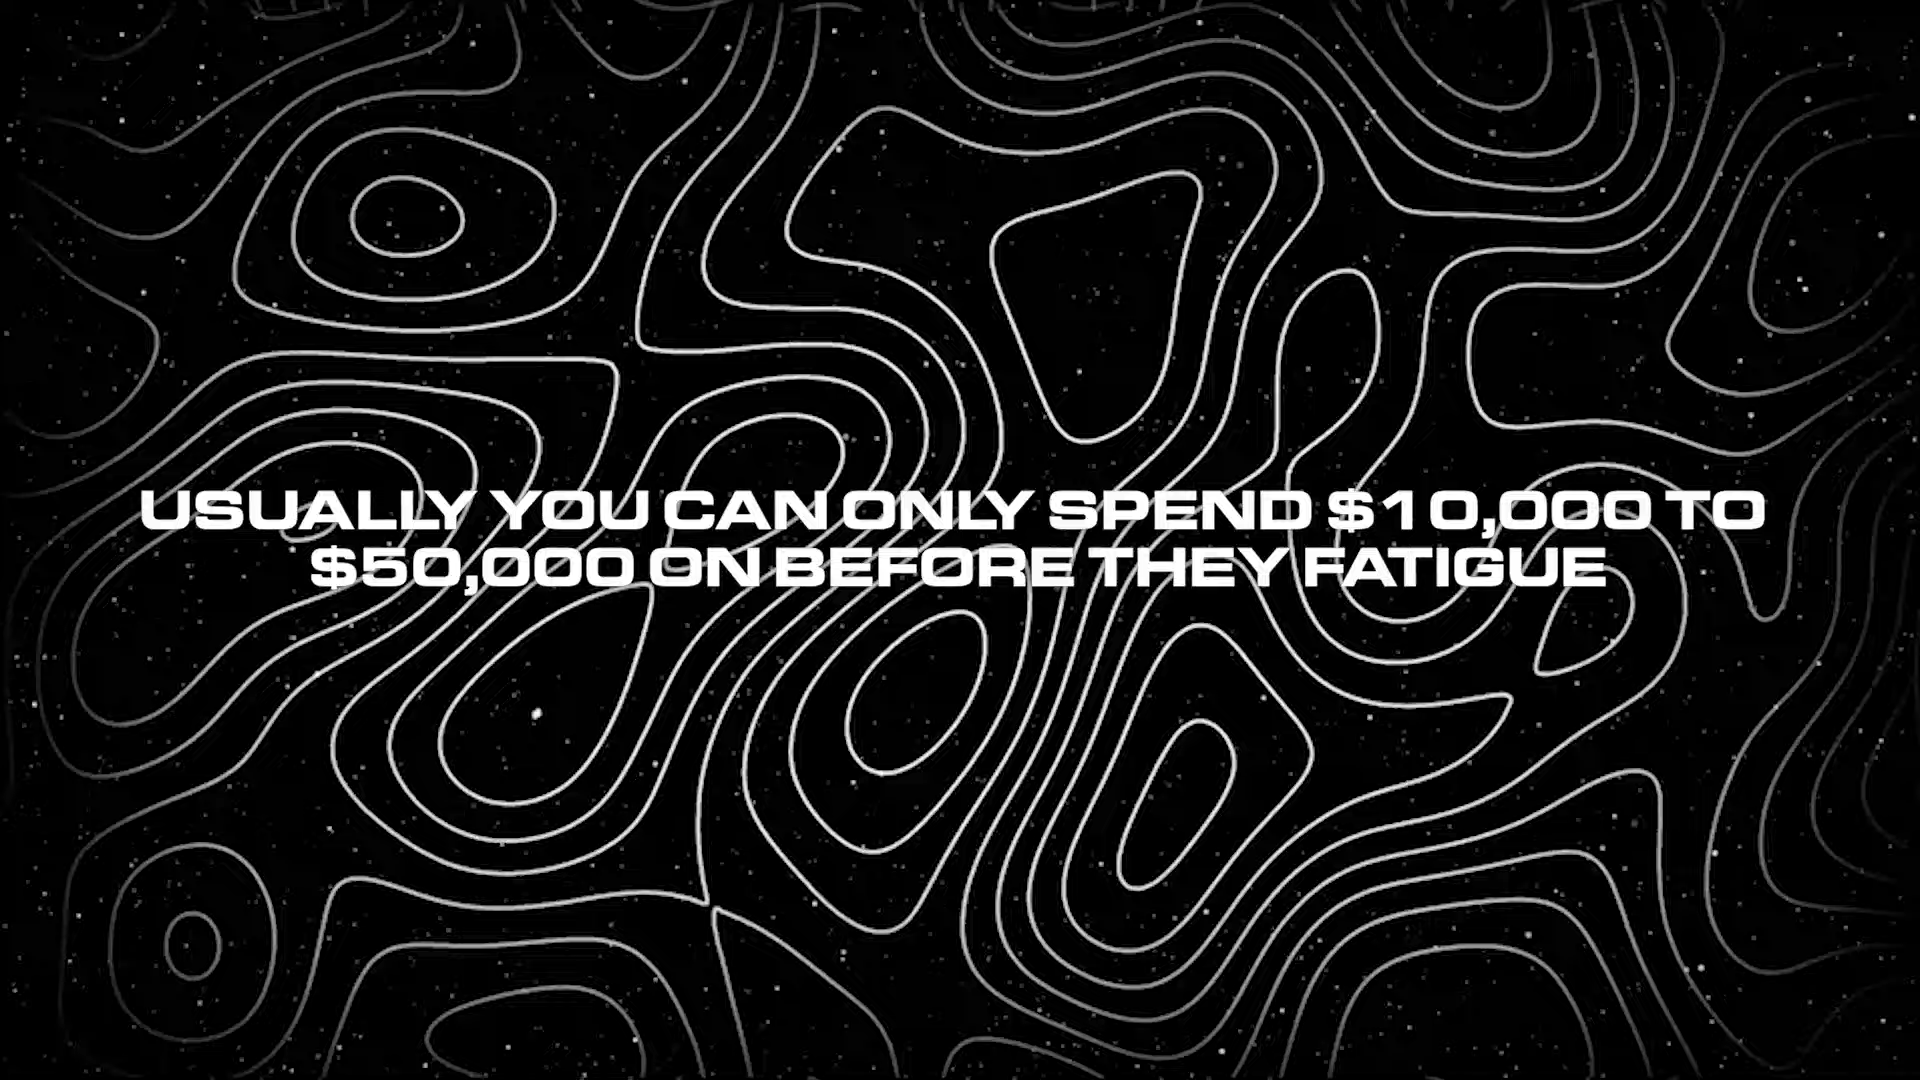 USUALLY YOU CAN ONLY SPEND $10,000 TO
$50,000 ON BEFORE THEY FATIGUE